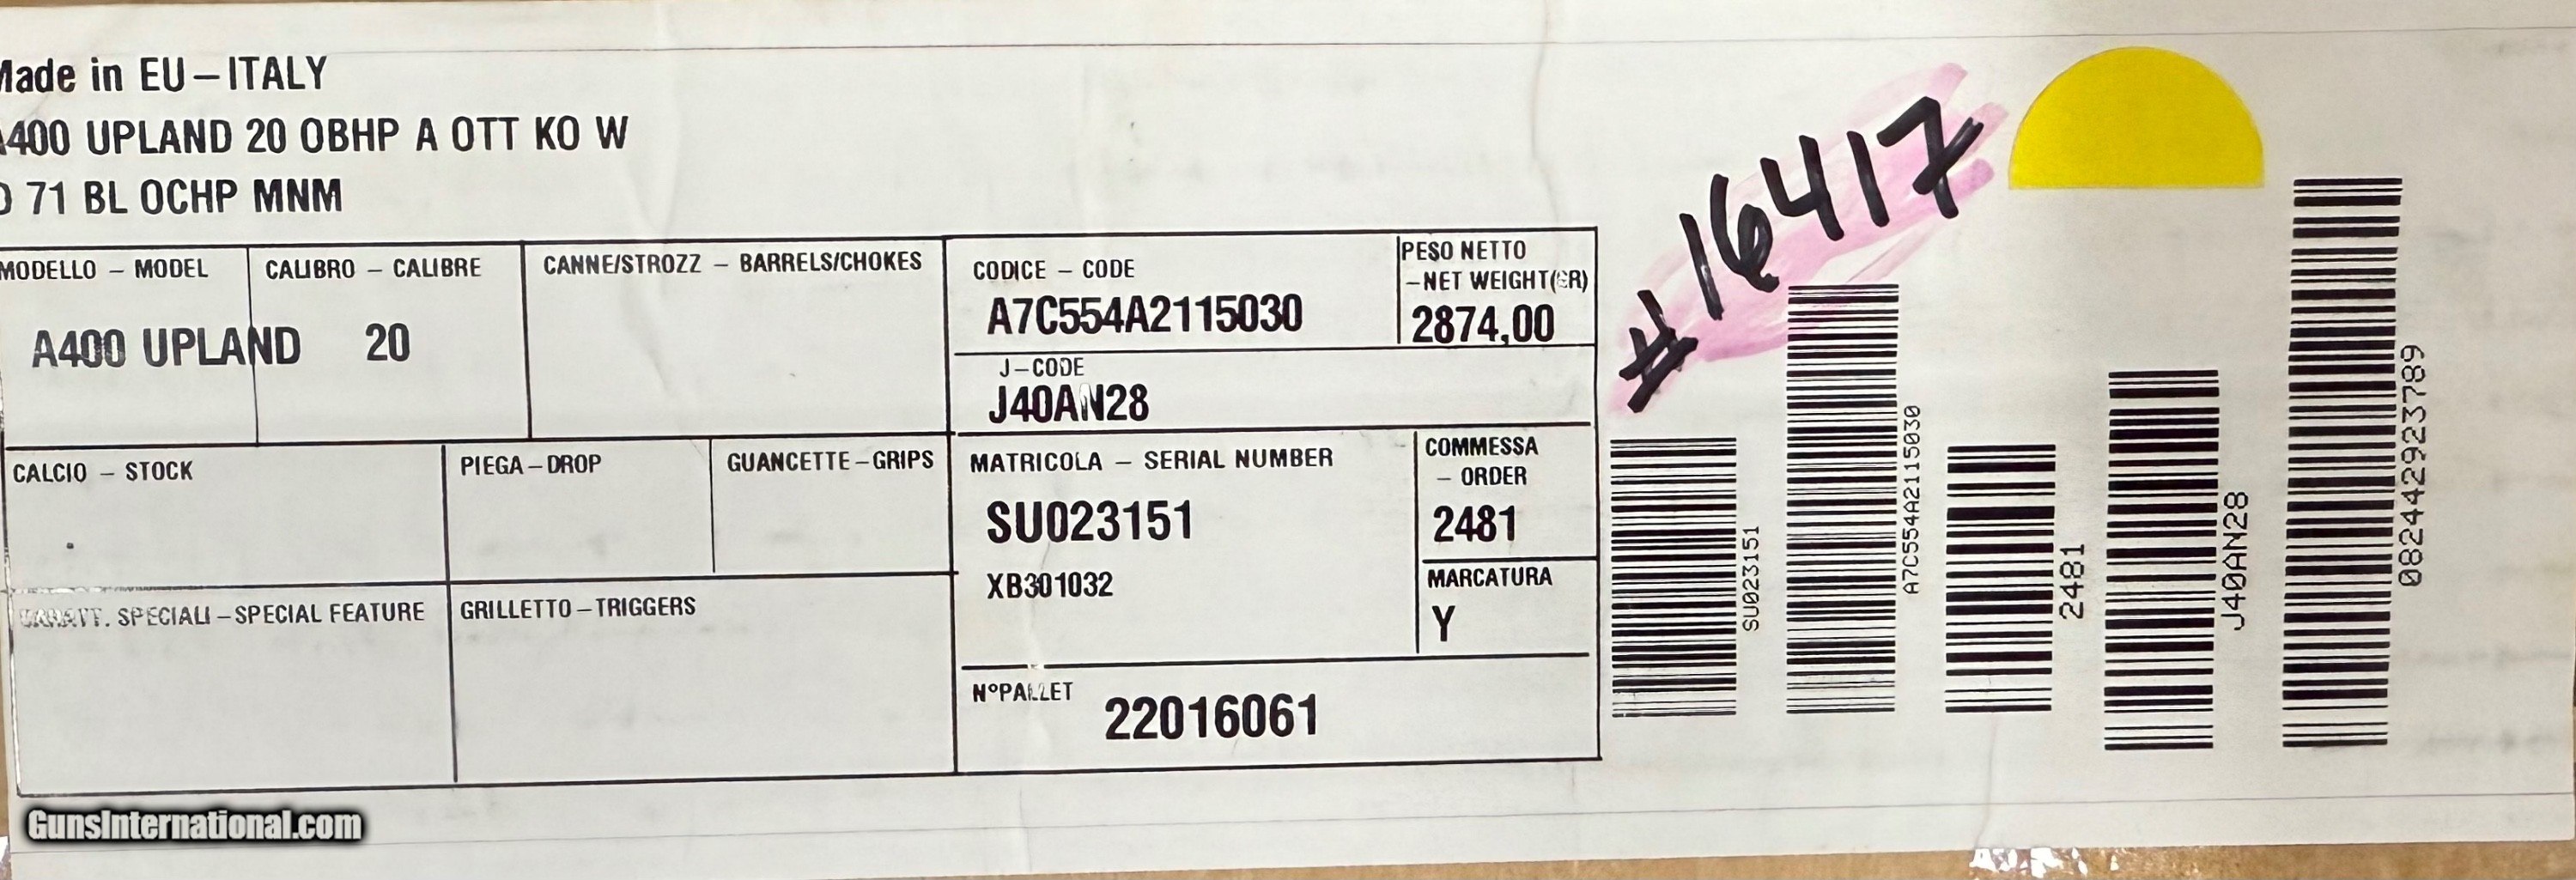 Made in EU – ITALY
A400 UPLAND 20 OBHP A OTT KO W
71 BL OCHP MNM
MODELLO – MODEL
A400 UPLAND
CALIBRO – CALIBRE
20
CANNE/STROZZ – BARRELS/CHOKES
CODICE – CODE
A7C554A2115030
PESO NETTO
-NET WEIGHT(GR)
2874,00
J-CODE
J40AN28
CALCIO – STOCK
PIEGA – DROP
GUANCETTE – GRIPS
MATRICOLA – SERIAL NUMBER
SU023151
XB301032
COMMESSA
– ORDER
2481
MARCATURA
Y
CARATT. SPECIALI – SPECIAL FEATURE
GRILLETTO – TRIGGERS
N°PALLET
22016061
#16417
SU023151
A7C554A2115030
2481
J40AN28
082442923789
GunsInternational.com